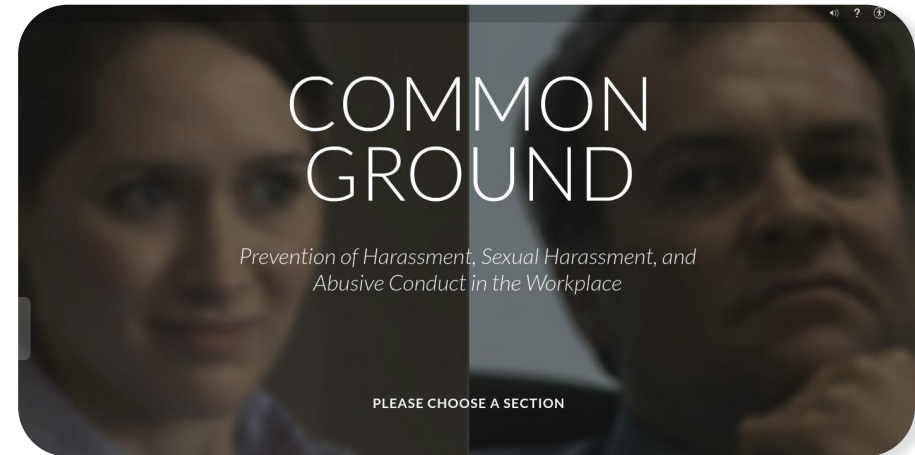 ?
COMMON
GROUND
Prevention of Harassment, Sexual Harassment, and
Abusive Conduct in the Workplace
PLEASE CHOOSE A SECTION